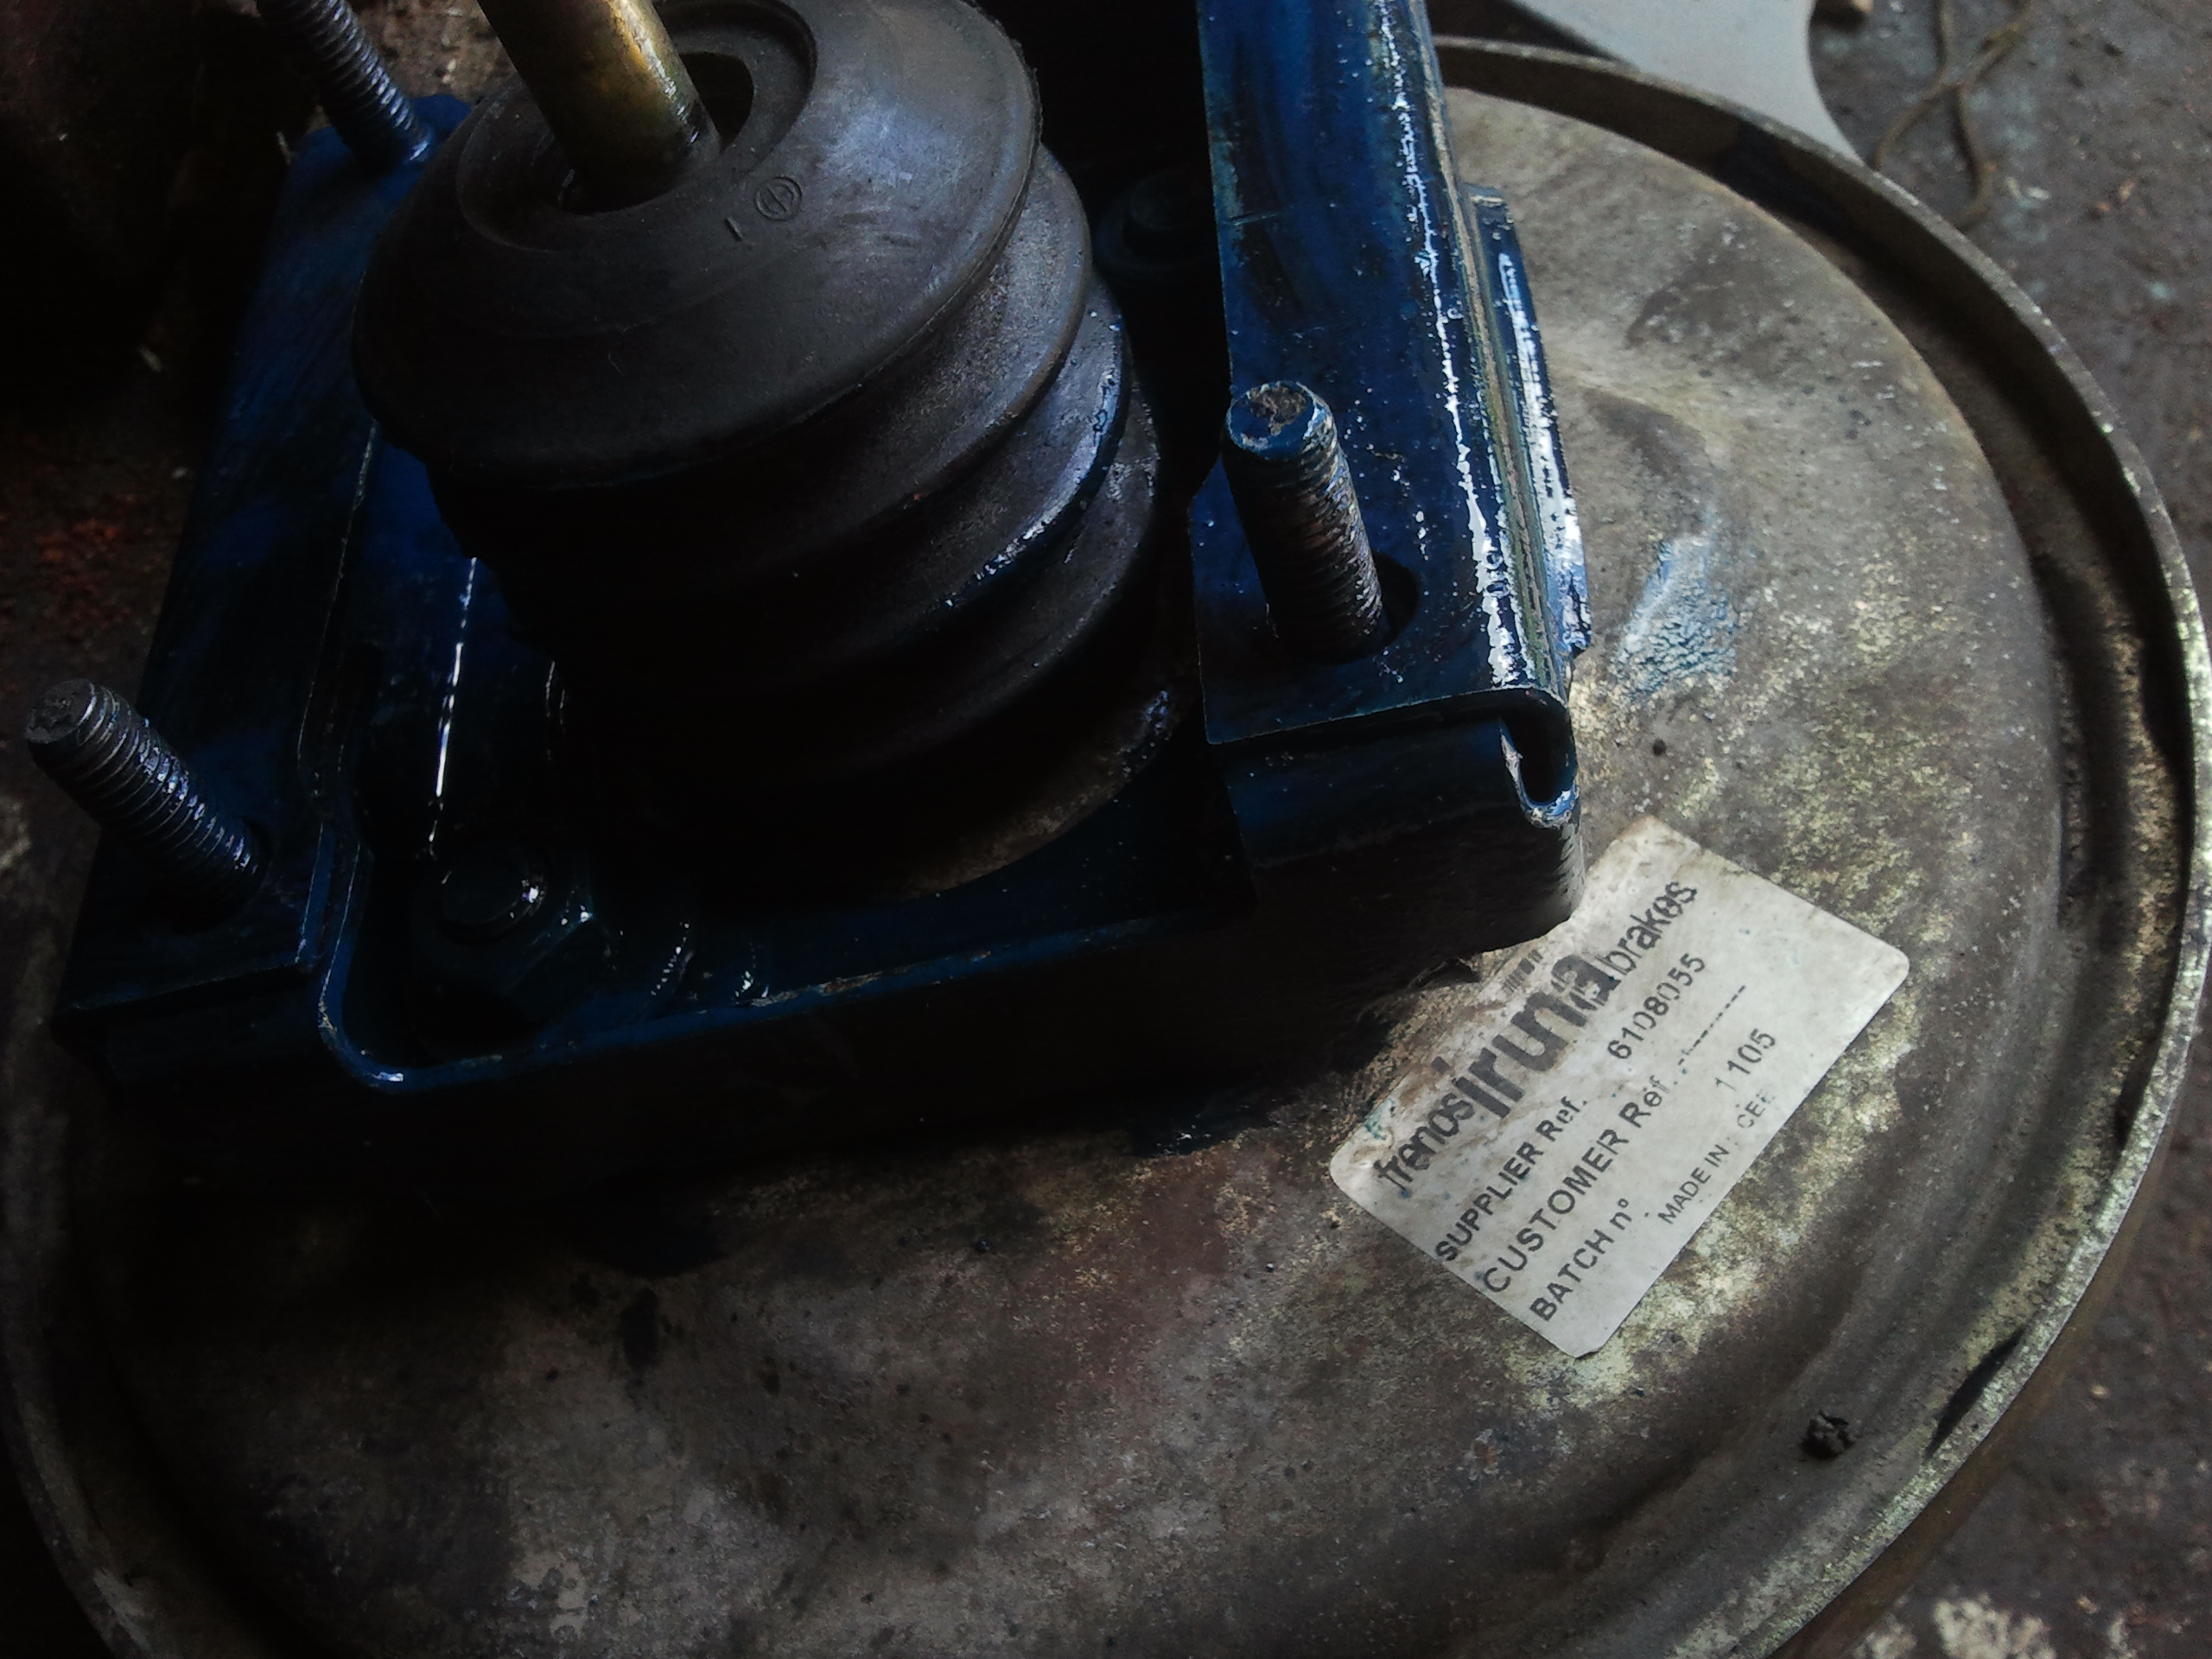 frenos iruña brakes
SUPPLIER Ref. 6108055
CUSTOMER Ref. :------
BATCH nº 1105
MADE IN : CEE